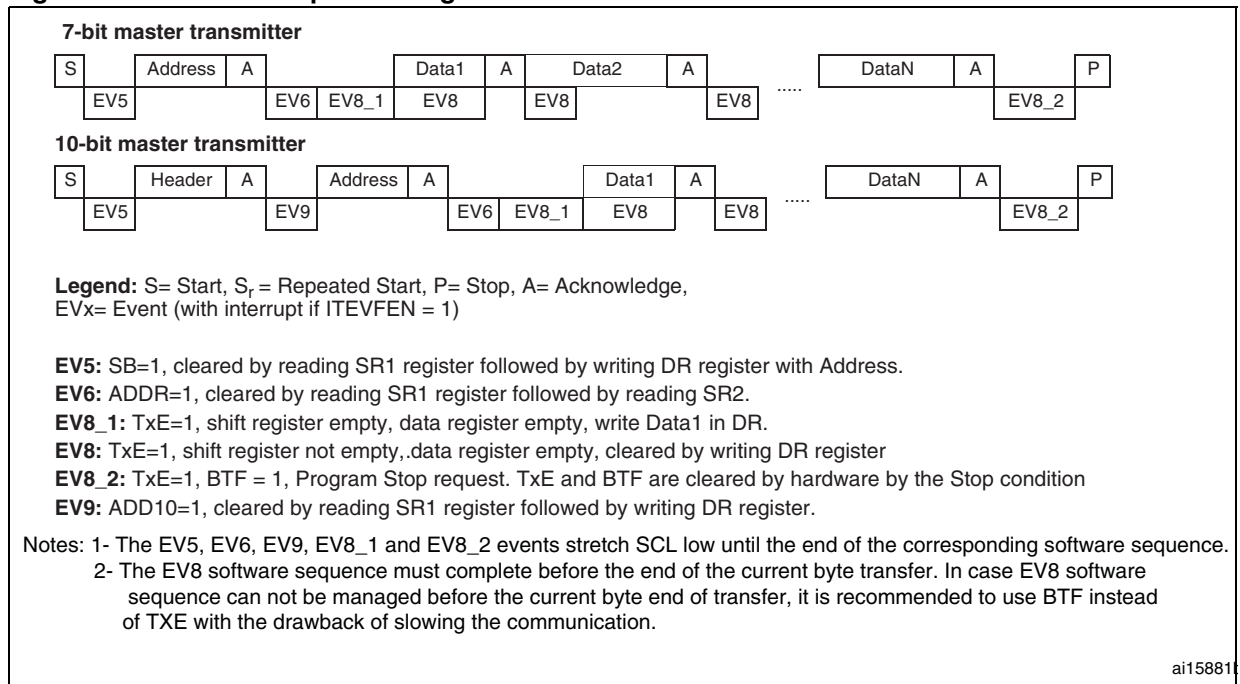 7-bit master transmitter
S Address A Data1 A Data2 A ..... DataN A P
EV5 EV6 EV8_1 EV8 EV8 EV8 EV8_2
10-bit master transmitter
S Header A Address A Data1 A ..... DataN A P
EV5 EV9 EV6 EV8_1 EV8 EV8 EV8_2
Legend: S= Start, Sr = Repeated Start, P= Stop, A= Acknowledge,
EVx= Event (with interrupt if ITEVFEN = 1)
EV5: SB=1, cleared by reading SR1 register followed by writing DR register with Address.
EV6: ADDR=1, cleared by reading SR1 register followed by reading SR2.
EV8_1: TxE=1, shift register empty, data register empty, write Data1 in DR.
EV8: TxE=1, shift register not empty,.data register empty, cleared by writing DR register
EV8_2: TxE=1, BTF = 1, Program Stop request. TxE and BTF are cleared by hardware by the Stop condition
EV9: ADD10=1, cleared by reading SR1 register followed by writing DR register.
Notes: 1- The EV5, EV6, EV9, EV8_1 and EV8_2 events stretch SCL low until the end of the corresponding software sequence.
2- The EV8 software sequence must complete before the end of the current byte transfer. In case EV8 software
sequence can not be managed before the current byte end of transfer, it is recommended to use BTF instead
of TXE with the drawback of slowing the communication.
ai15881b